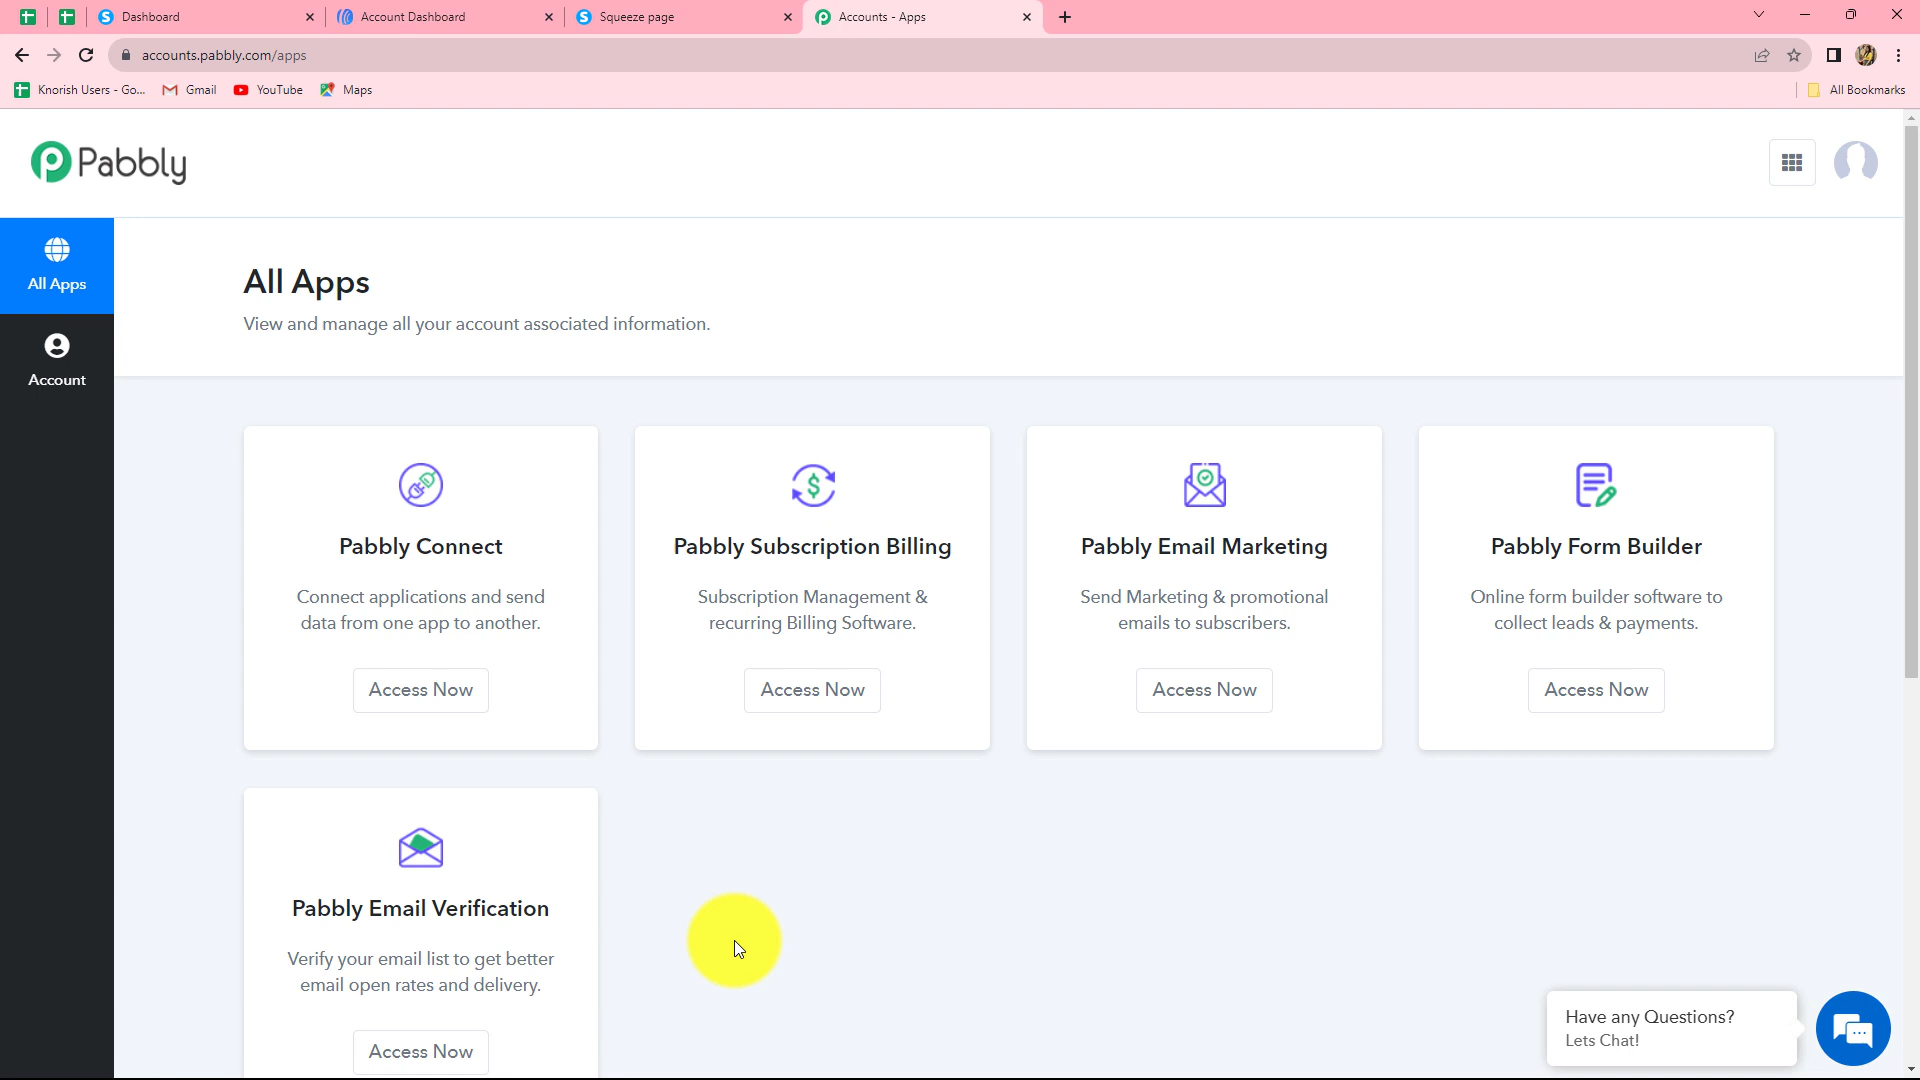 Dashboard
Account Dashboard
Squeeze page
Accounts - Apps
accounts.pabbly.com/apps
Knorish Users - Go...
Gmail
YouTube
Maps
All Bookmarks
Pabbly
All Apps
Account
All Apps
View and manage all your account associated information.
Pabbly Connect
Connect applications and send
data from one app to another.
Access Now
Pabbly Subscription Billing
Subscription Management &
recurring Billing Software.
Access Now
Pabbly Email Marketing
Send Marketing & promotional
emails to subscribers.
Access Now
Pabbly Form Builder
Online form builder software to
collect leads & payments.
Access Now
Pabbly Email Verification
Verify your email list to get better
email open rates and delivery.
Access Now
Have any Questions?
Lets Chat!